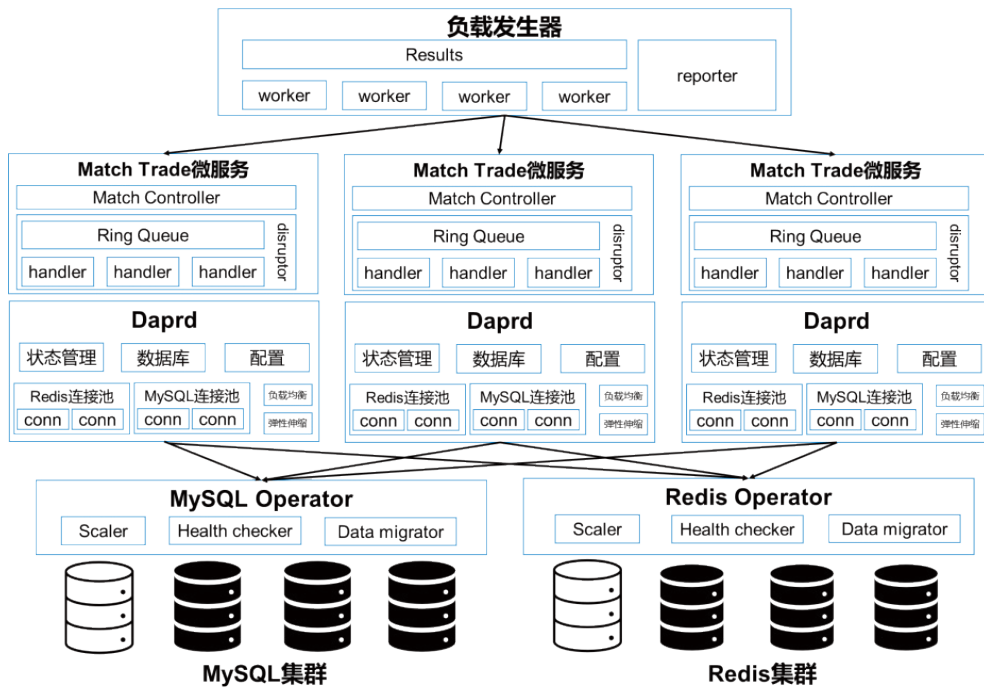 负载发生器
Results
reporter
worker worker worker worker
Match Trade微服务 Match Trade微服务 Match Trade微服务
Match Controller Match Controller Match Controller
Ring Queue disruptor Ring Queue disruptor Ring Queue disruptor
handler handler handler handler handler handler handler handler handler
Daprd Daprd Daprd
状态管理 数据库 配置 状态管理 数据库 配置 状态管理 数据库 配置
Redis连接池 MySQL连接池 负载均衡 Redis连接池 MySQL连接池 负载均衡 Redis连接池 MySQL连接池 负载均衡
conn conn conn conn 弹性伸缩 conn conn conn conn 弹性伸缩 conn conn conn conn 弹性伸缩
MySQL Operator Redis Operator
Scaler Health checker Data migrator Scaler Health checker Data migrator
MySQL集群 Redis集群